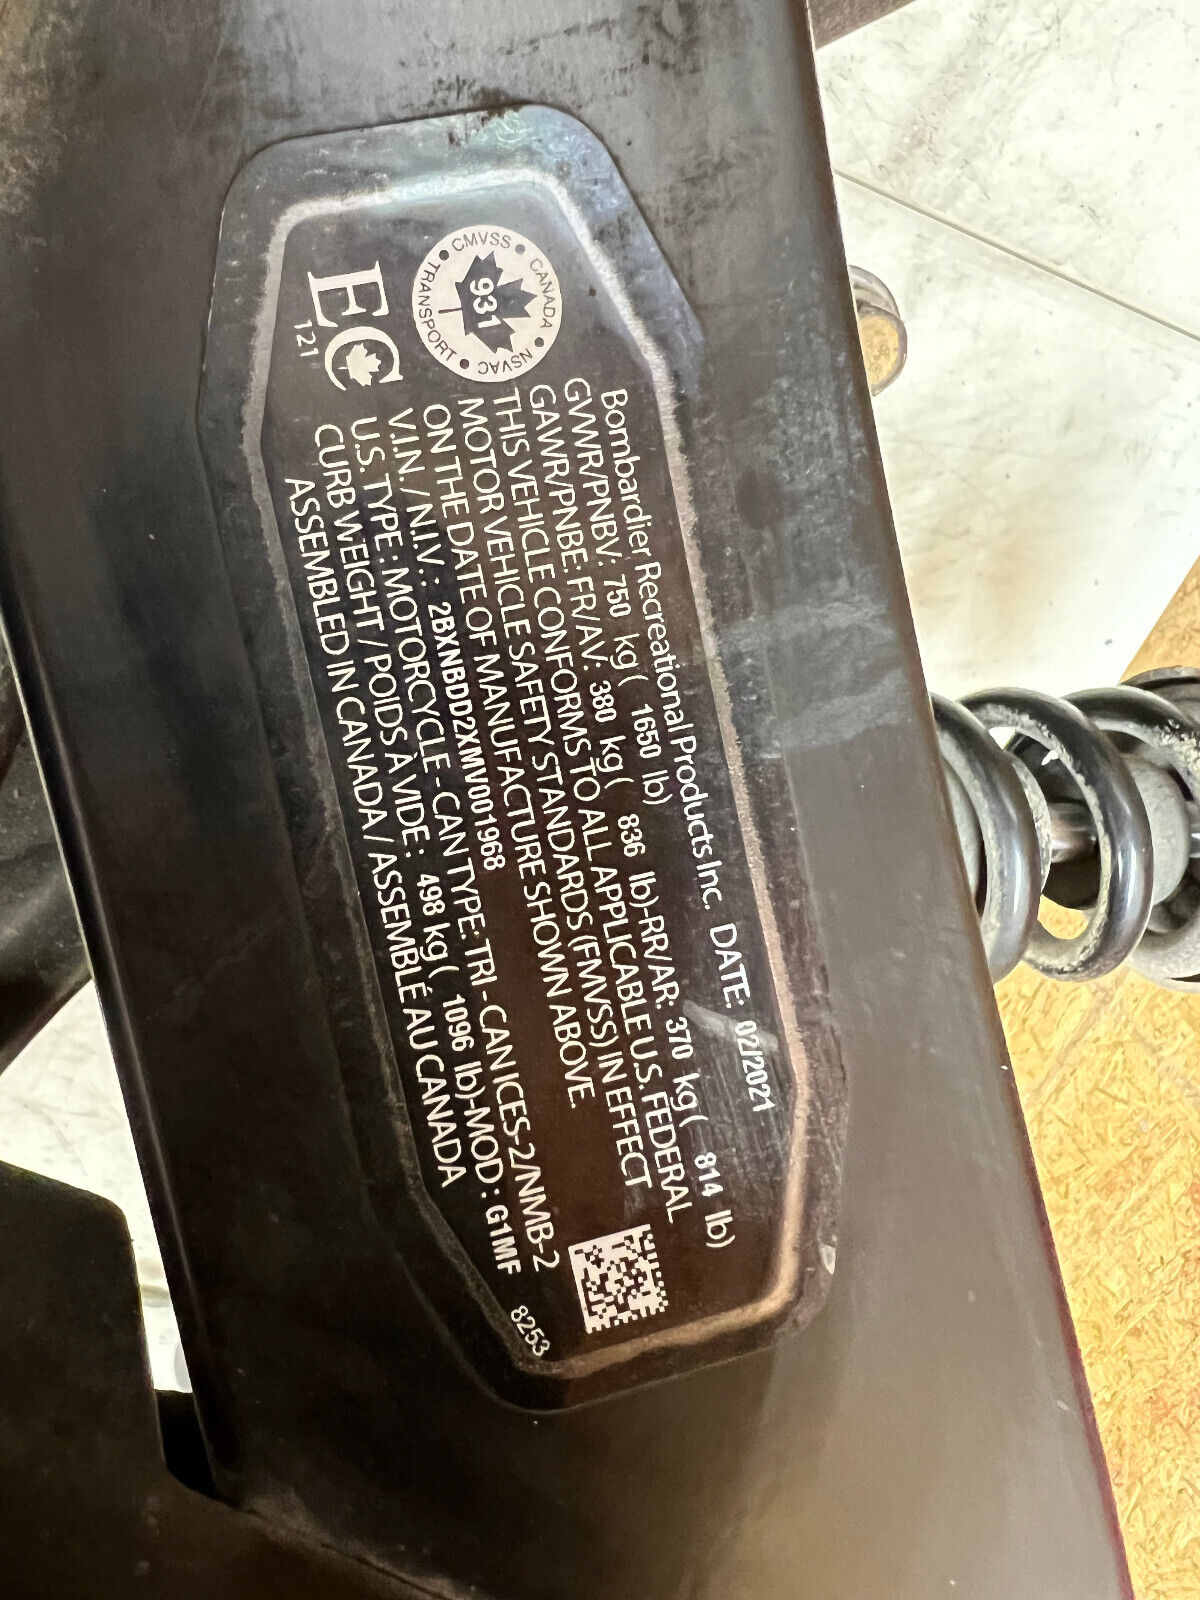 Bombardier Recreational Products Inc. DATE: 02/2021
GVWR/PNBV: 750 kg ( 1650 lb)
GAWR/PNBE: FR/AV: 380 kg ( 836 lb)-RR/AR: 370 kg ( 814 lb)
THIS VEHICLE CONFORMS TO ALL APPLICABLE U.S. FEDERAL
MOTOR VEHICLE SAFETY STANDARDS (FMVSS) IN EFFECT
ON THE DATE OF MANUFACTURE SHOWN ABOVE.
V.I.N. / N.I.V. : 2BXNBDD2XMV001968
U.S. TYPE : MOTORCYCLE - CAN TYPE: TRI - CAN ICES-2/NMB-2
CURB WEIGHT / POIDS À VIDE : 498 kg ( 1096 lb)-MOD : G1MF
ASSEMBLED IN CANADA / ASSEMBLÉ AU CANADA
CMVSS • CANADA • NSVAC • TRANSPORT •
931
EC
121
8253